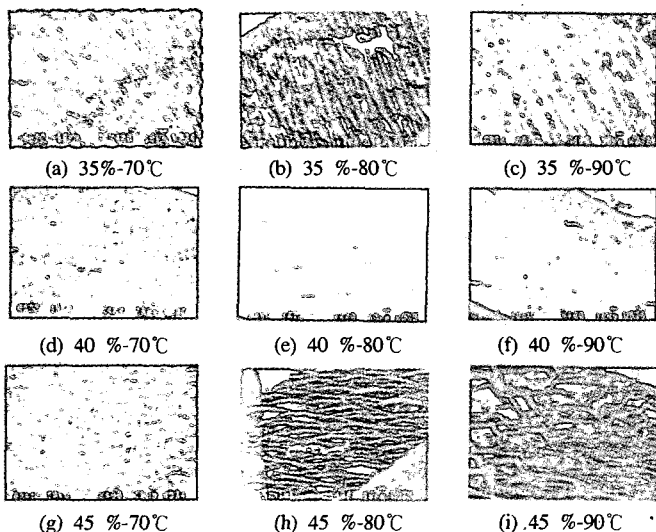 (a) 35%-70℃ (b) 35 %-80℃ (c) 35 %-90℃
(d) 40 %-70℃ (e) 40 %-80℃ (f) 40 %-90℃
(g) 45 %-70℃ (h) 45 %-80℃ (i) .45 %-90℃